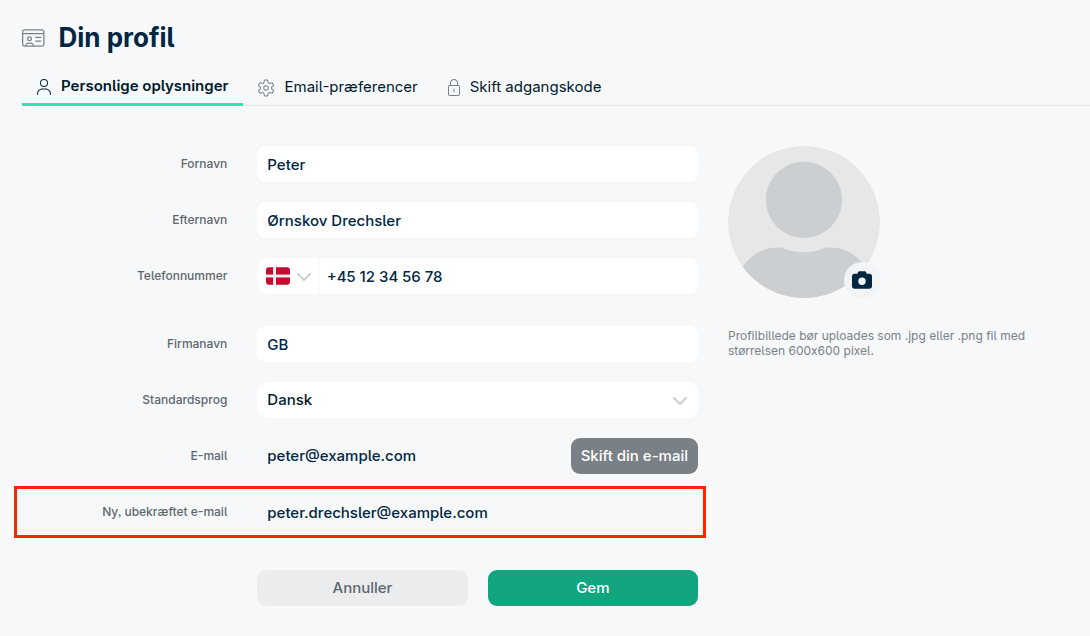 Din profil
Personlige oplysninger Email-præferencer Skift adgangskode
Fornavn Peter
Efternavn Ørnskov Drechsler
Telefonnummer +45 12 34 56 78
Profilbillede bør uploades som .jpg eller .png fil med
størrelsen 600x600 pixel.
Firmanavn GB
Standardsprog Dansk
E-mail peter@example.com Skift din e-mail
Ny, ubekræftet e-mail peter.drechsler@example.com
Annuller Gem